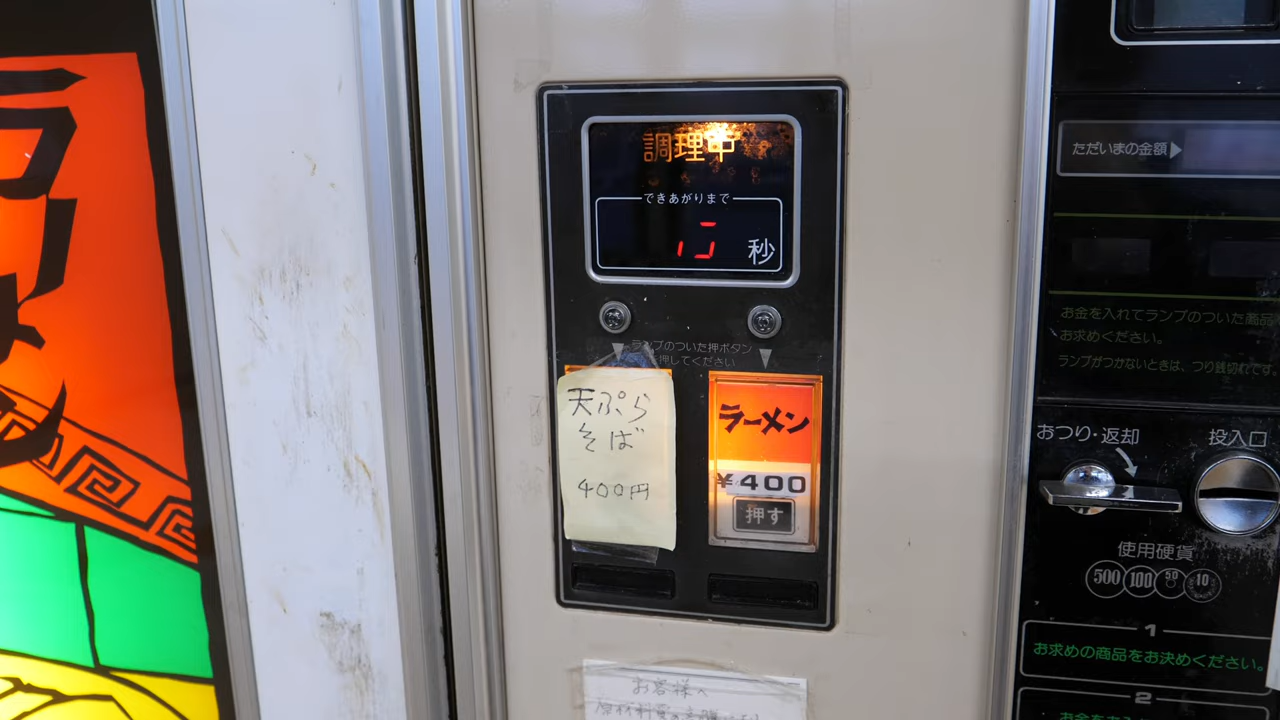 調理中
できあがりまで
秒
ランプのついた押ボタン
を押してください
天ぷら
そば
400円
ラーメン
¥400
押す
お客様へ
ただいまの金額
お金を入れてランプのついた商品
お求めください。
ランプがつかないときは、つり銭切れです。
おつり・返却
投入口
使用硬貨
500 100 50 10
1
お求めの商品をお決めください。
2